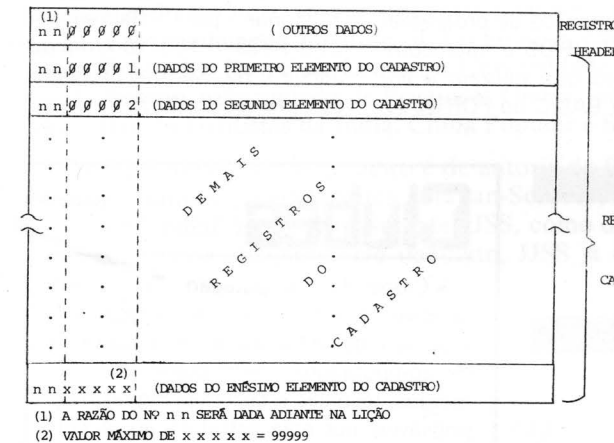 (1)
n n Ø Ø Ø Ø Ø ( OUTROS DADOS)
REGISTRO
HEADER
n n Ø Ø Ø Ø 1 (DADOS DO PRIMEIRO ELEMENTO DO CADASTRO)
n n Ø Ø Ø Ø 2 (DADOS DO SEGUNDO ELEMENTO DO CADASTRO)
DEMAIS
REGISTROS
DO
CADASTRO
RE
CA
(2)
n n x x x x x (DADOS DO ENÉSIMO ELEMENTO DO CADASTRO)
(1) A RAZÃO DO Nº n n SERÁ DADA ADIANTE NA LIÇÃO
(2) VALOR MÁXIMO DE x x x x x = 99999